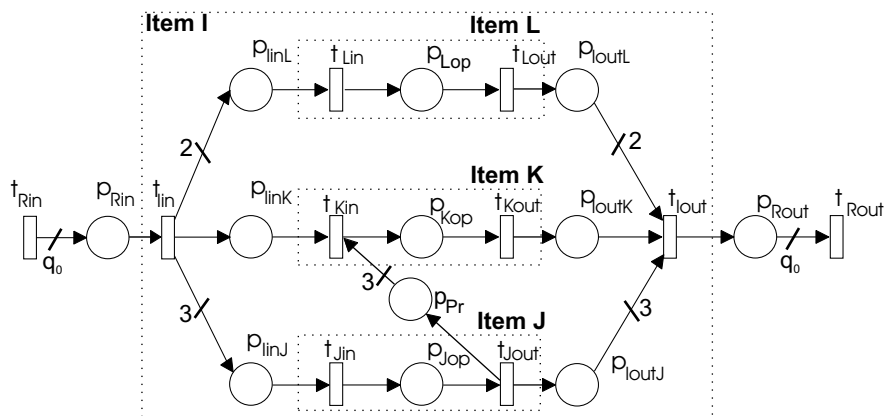 Item I
Item L
p_IinL
t_Lin
p_Lop
t_Lout
p_IoutL
2
2
Item K
t_Rin
p_Rin
t_Iin
p_IinK
t_Kin
p_Kop
t_Kout
p_IoutK
t_Iout
p_Rout
t_Rout
q_0
q_0
3
p_Pr
3
3
Item J
p_IinJ
t_Jin
p_Jop
t_Jout
p_IoutJ